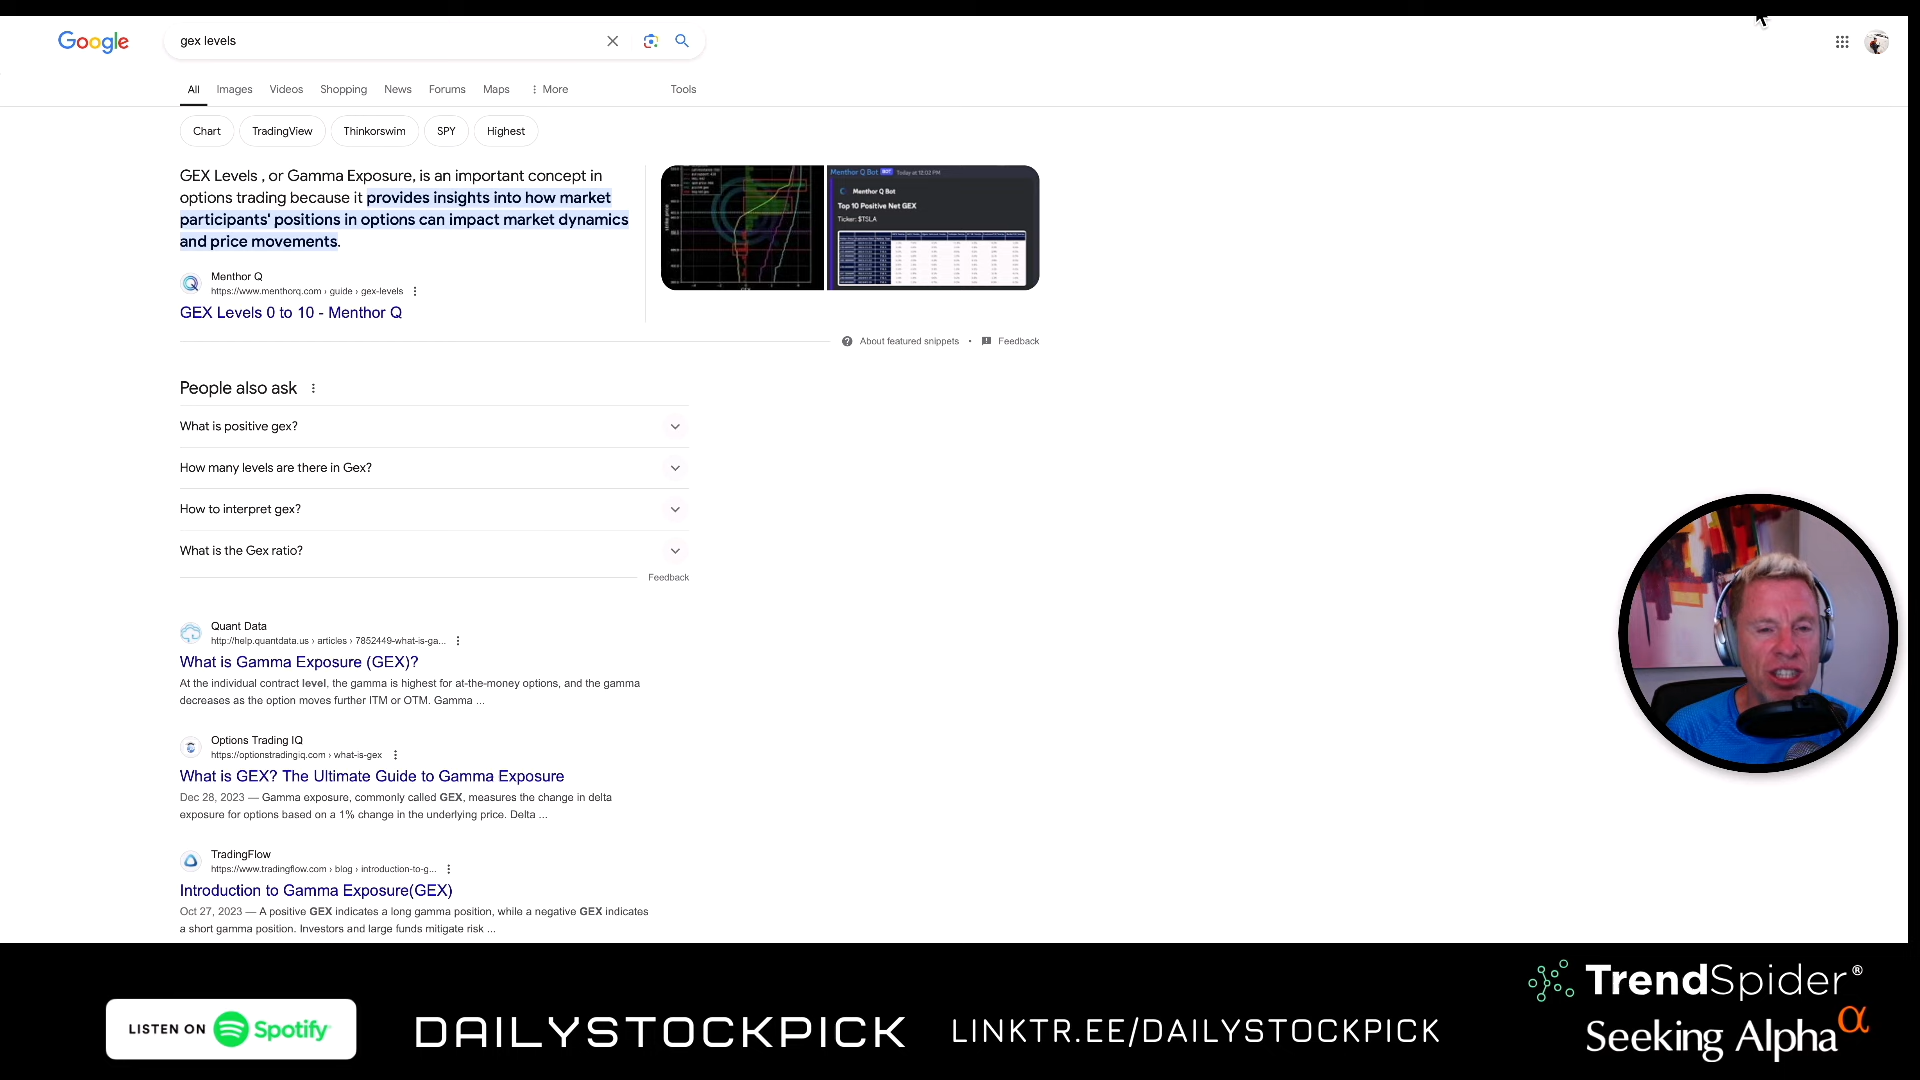 Google
gex levels
All
Images
Videos
Shopping
News
Forums
Maps
More
Tools
Chart
TradingView
Thinkorswim
SPY
Highest
GEX Levels , or Gamma Exposure, is an important concept in
options trading because it provides insights into how market
participants' positions in options can impact market dynamics
and price movements.
Menthor Q
https://www.menthorq.com › guide › gex-levels
GEX Levels 0 to 10 - Menthor Q
Menthor Q Bot BOT Today at 12:02 PM
Menthor Q Bot
Top 10 Positive Net GEX
Ticker: $TSLA
About featured snippets • Feedback
People also ask
What is positive gex?
How many levels are there in Gex?
How to interpret gex?
What is the Gex ratio?
Feedback
Quant Data
http://help.quantdata.us › articles › 7852449-what-is-ga...
What is Gamma Exposure (GEX)?
At the individual contract level, the gamma is highest for at-the-money options, and the gamma
decreases as the option moves further ITM or OTM. Gamma ...
Options Trading IQ
https://optionstradingiq.com › what-is-gex
What is GEX? The Ultimate Guide to Gamma Exposure
Dec 28, 2023 — Gamma exposure, commonly called GEX, measures the change in delta
exposure for options based on a 1% change in the underlying price. Delta ...
TradingFlow
https://www.tradingflow.com › blog › introduction-to-g...
Introduction to Gamma Exposure(GEX)
Oct 27, 2023 — A positive GEX indicates a long gamma position, while a negative GEX indicates
a short gamma position. Investors and large funds mitigate risk ...
LISTEN ON Spotify
DAILYSTOCKPICK
LINKTR.EE/DAILYSTOCKPICK
TrendSpider®
Seeking Alpha α